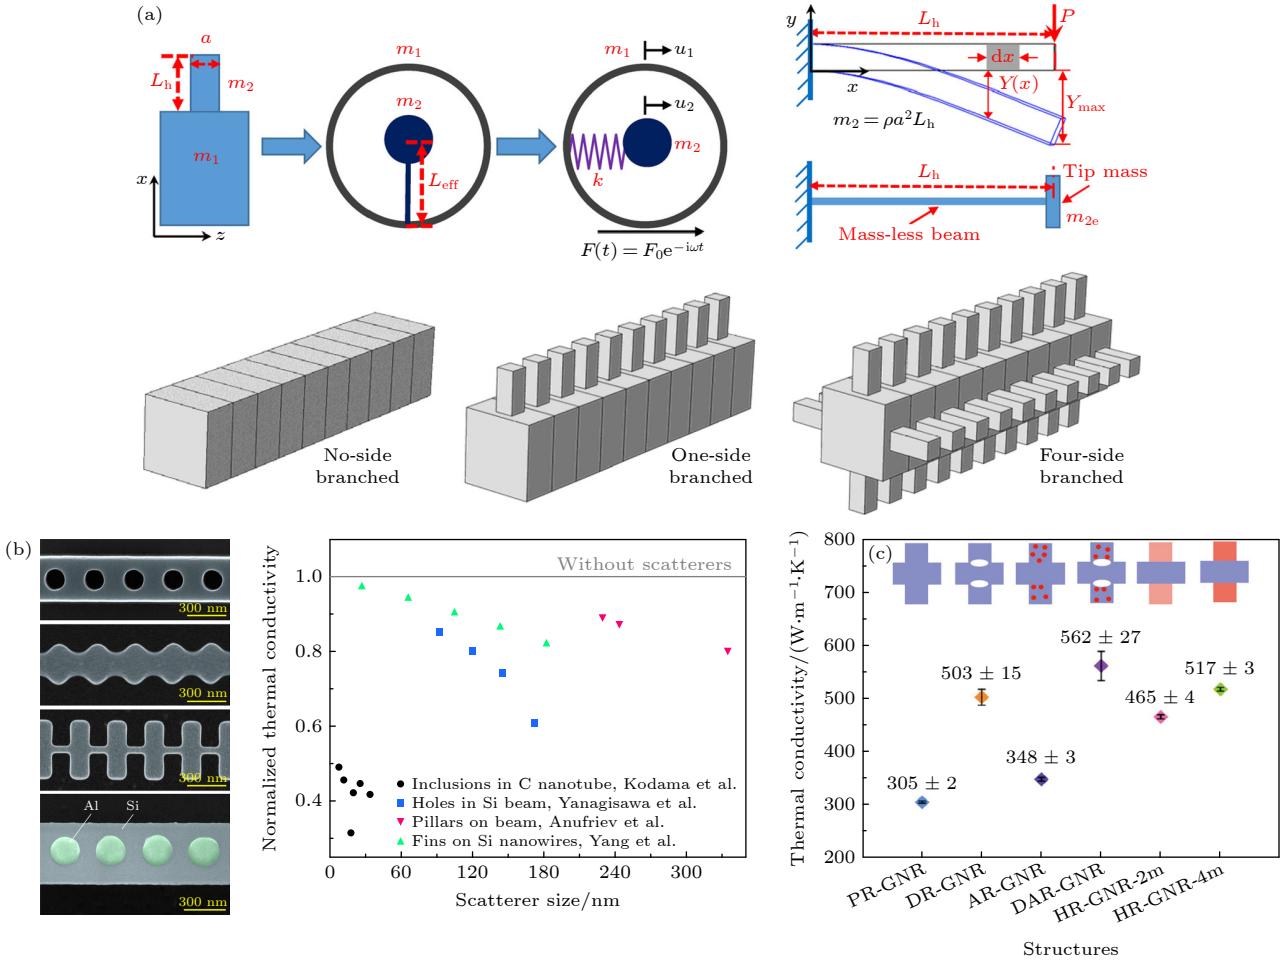 (a)
a
L_h
m_2
m_1
x
z
m_1
m_2
L_eff
m_1
u_1
u_2
m_2
k
F(t) = F_0e^{−iωt}
y
L_h
P
dx
x
Y(x)
Y_max
m_2 = ρa^2L_h
L_h
Tip mass
m_{2e}
Mass-less beam
No-side
branched
One-side
branched
Four-side
branched
(b)
300 nm
300 nm
300 nm
Al
Si
300 nm
Normalized thermal conductivity
1.0
0.8
0.6
0.4
Without scatterers
Inclusions in C nanotube, Kodama et al.
Holes in Si beam, Yanagisawa et al.
Pillars on beam, Anufriev et al.
Fins on Si nanowires, Yang et al.
0
60
120
180
240
300
Scatterer size/nm
(c)
Thermal conductivity/(W·m^{−1}·K^{−1})
800
700
600
500
400
300
200
305 ± 2
503 ± 15
348 ± 3
562 ± 27
465 ± 4
517 ± 3
PR-GNR
DR-GNR
AR-GNR
DAR-GNR
HR-GNR-2m
HR-GNR-4m
Structures